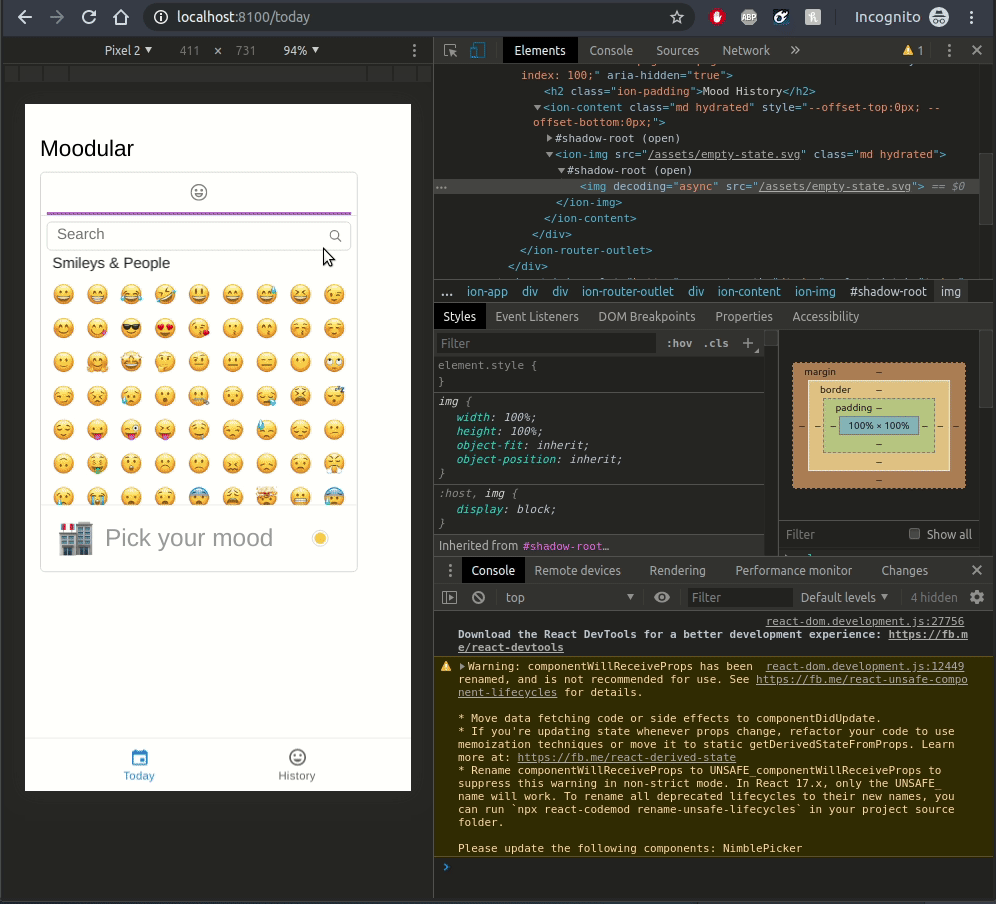 localhost:8100/today
ABP
Incognito
Pixel 2 ▼ 411 × 731 94% ▼
Elements Console Sources Network » 1
index: 100;" aria-hidden="true">
<h2 class="ion-padding">Mood History</h2>
<ion-content class="md hydrated" style="--offset-top:0px; --
offset-bottom:0px;">
#shadow-root (open)
<ion-img src="/assets/empty-state.svg" class="md hydrated">
#shadow-root (open)
<img decoding="async" src="/assets/empty-state.svg"> == $0
</ion-img>
</ion-content>
</div>
</ion-router-outlet>
</div>
... ion-app div div ion-router-outlet div ion-content ion-img #shadow-root img
Styles Event Listeners DOM Breakpoints Properties Accessibility
Filter :hov .cls +
element.style {
}
img {
width: 100%;
height: 100%;
object-fit: inherit;
object-position: inherit;
}
:host, img {
display: block;
}
Inherited from #shadow-root…
margin –
border –
padding –
– – – 100% × 100% – – –
–
–
–
Filter Show all
Console Remote devices Rendering Performance monitor Changes
top ▼ Filter Default levels ▼ 4 hidden
react-dom.development.js:27756
Download the React DevTools for a better development experience: https://fb.m
e/react-devtools
Warning: componentWillReceiveProps has been react-dom.development.js:12449
renamed, and is not recommended for use. See https://fb.me/react-unsafe-compo
nent-lifecycles for details.
* Move data fetching code or side effects to componentDidUpdate.
* If you're updating state whenever props change, refactor your code to use
memoization techniques or move it to static getDerivedStateFromProps. Learn
more at: https://fb.me/react-derived-state
* Rename componentWillReceiveProps to UNSAFE_componentWillReceiveProps to
suppress this warning in non-strict mode. In React 17.x, only the UNSAFE_
name will work. To rename all deprecated lifecycles to their new names, you
can run `npx react-codemod rename-unsafe-lifecycles` in your project source
folder.
Please update the following components: NimblePicker
Moodular
Search
Smileys & People
Pick your mood
Today
History